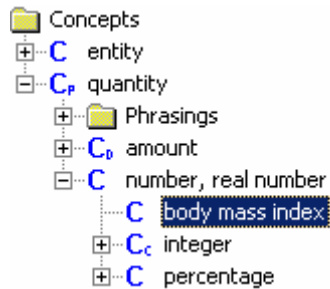 Concepts
C entity
CP quantity
Phrasings
CD amount
C number, real number
C body mass index
CC integer
C percentage